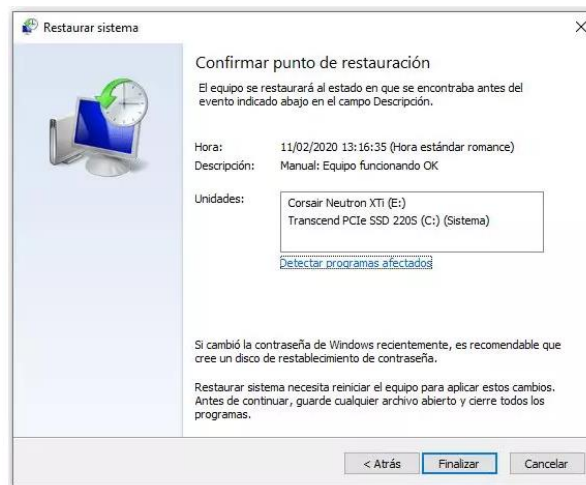 Restaurar sistema
Confirmar punto de restauración
El equipo se restaurará al estado en que se encontraba antes del
evento indicado abajo en el campo Descripción.
Hora: 11/02/2020 13:16:35 (Hora estándar romance)
Descripción: Manual: Equipo funcionando OK
Unidades: Corsair Neutron XTi (E:)
Transcend PCIe SSD 220S (C:) (Sistema)
Detectar programas afectados
Si cambió la contraseña de Windows recientemente, es recomendable que
cree un disco de restablecimiento de contraseña.
Restaurar sistema necesita reiniciar el equipo para aplicar estos cambios.
Antes de continuar, guarde cualquier archivo abierto y cierre todos los
programas.
< Atrás Finalizar Cancelar